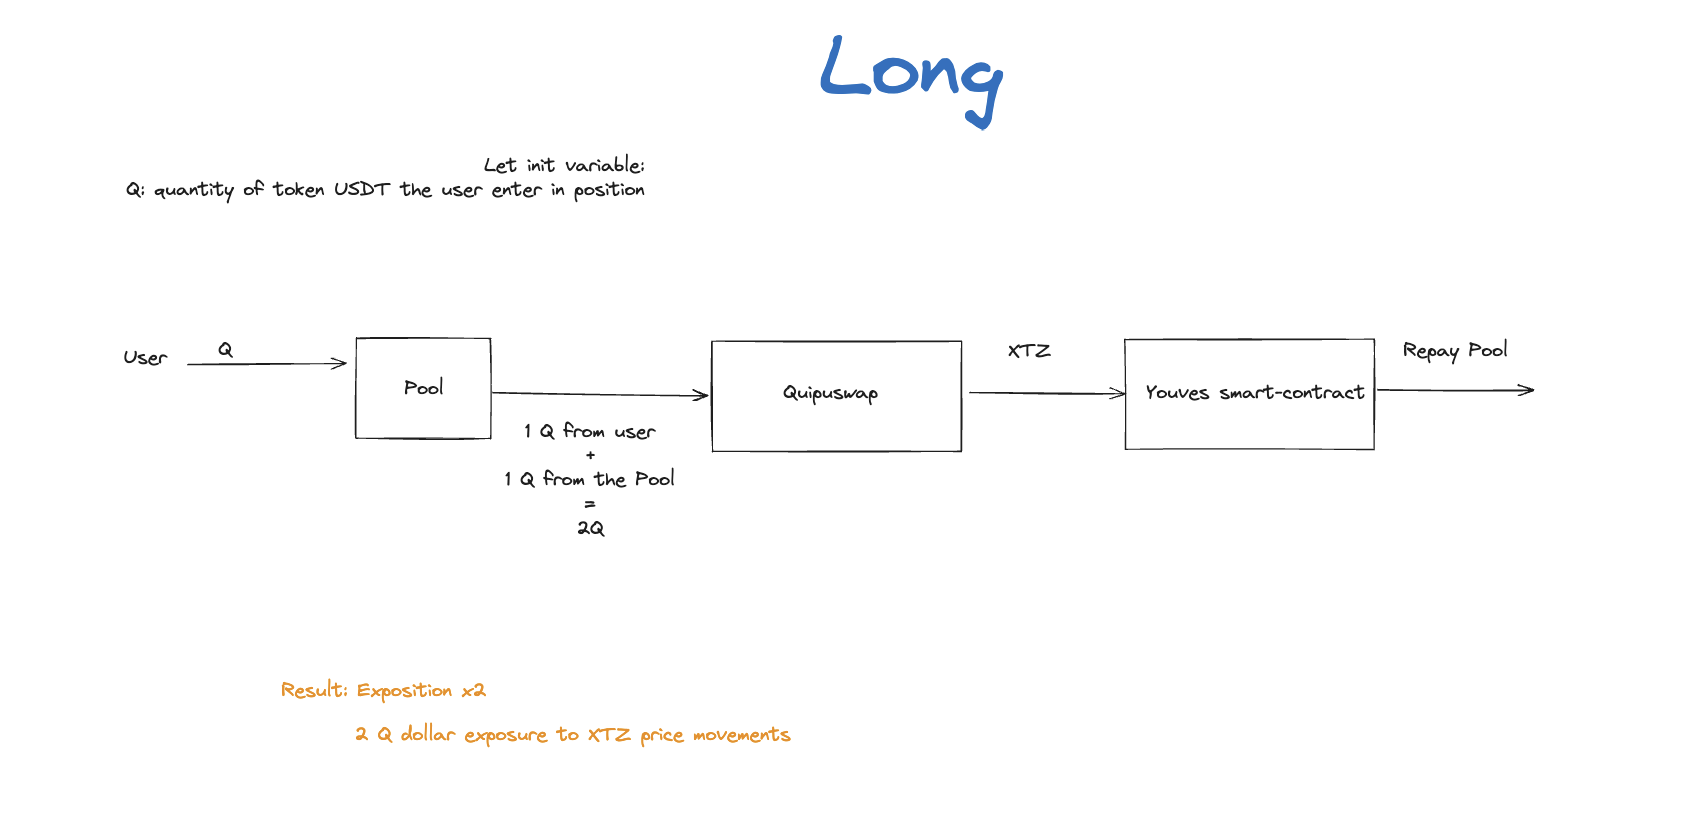 Long
Let init variable:
Q: quantity of token USDT the user enter in position
User
Q
Pool
1 Q from user
+
1 Q from the Pool
=
2Q
Quipuswap
XTZ
Youves smart-contract
Repay Pool
Result: Exposition x2
2 Q dollar exposure to XTZ price movements